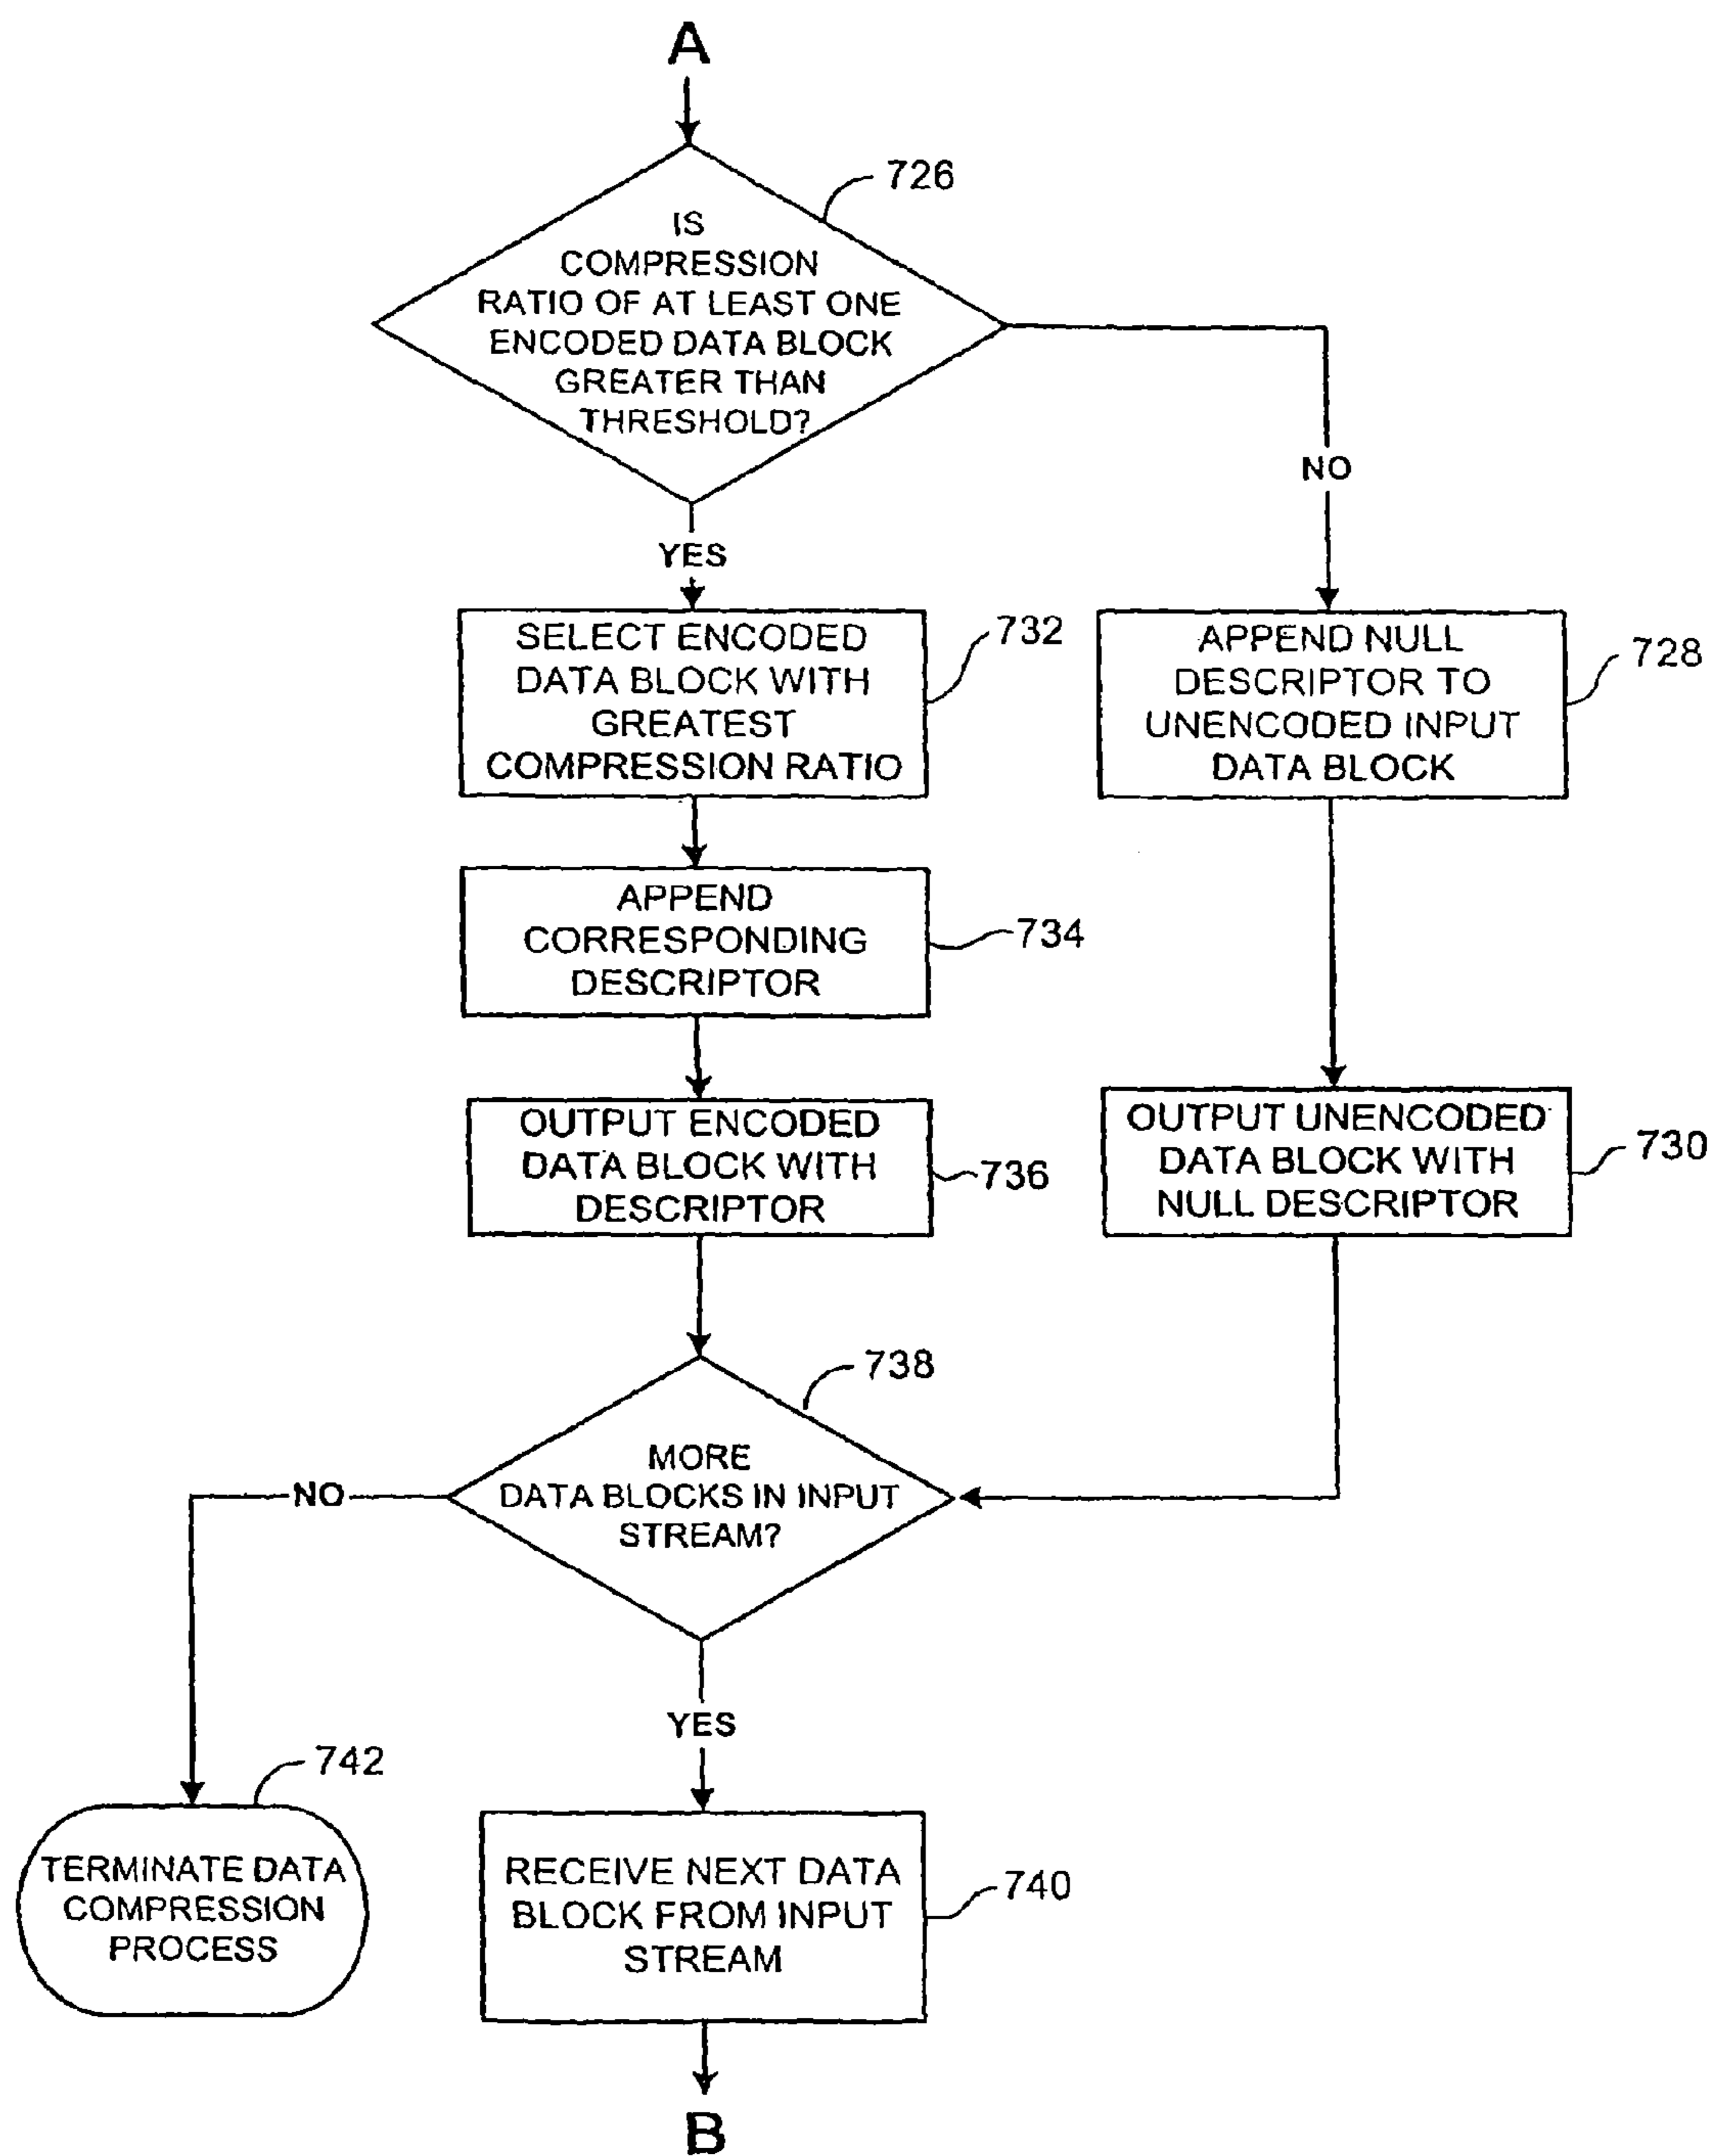 A
726
IS
COMPRESSION
RATIO OF AT LEAST ONE
ENCODED DATA BLOCK
GREATER THAN
THRESHOLD?
NO
YES
SELECT ENCODED
DATA BLOCK WITH
GREATEST
COMPRESSION RATIO
732
APPEND NULL
DESCRIPTOR TO
UNENCODED INPUT
DATA BLOCK
728
APPEND
CORRESPONDING
DESCRIPTOR
734
OUTPUT ENCODED
DATA BLOCK WITH
DESCRIPTOR
736
OUTPUT UNENCODED
DATA BLOCK WITH
NULL DESCRIPTOR
730
738
MORE
DATA BLOCKS IN INPUT
STREAM?
NO
YES
742
TERMINATE DATA
COMPRESSION
PROCESS
RECEIVE NEXT DATA
BLOCK FROM INPUT
STREAM
740
B